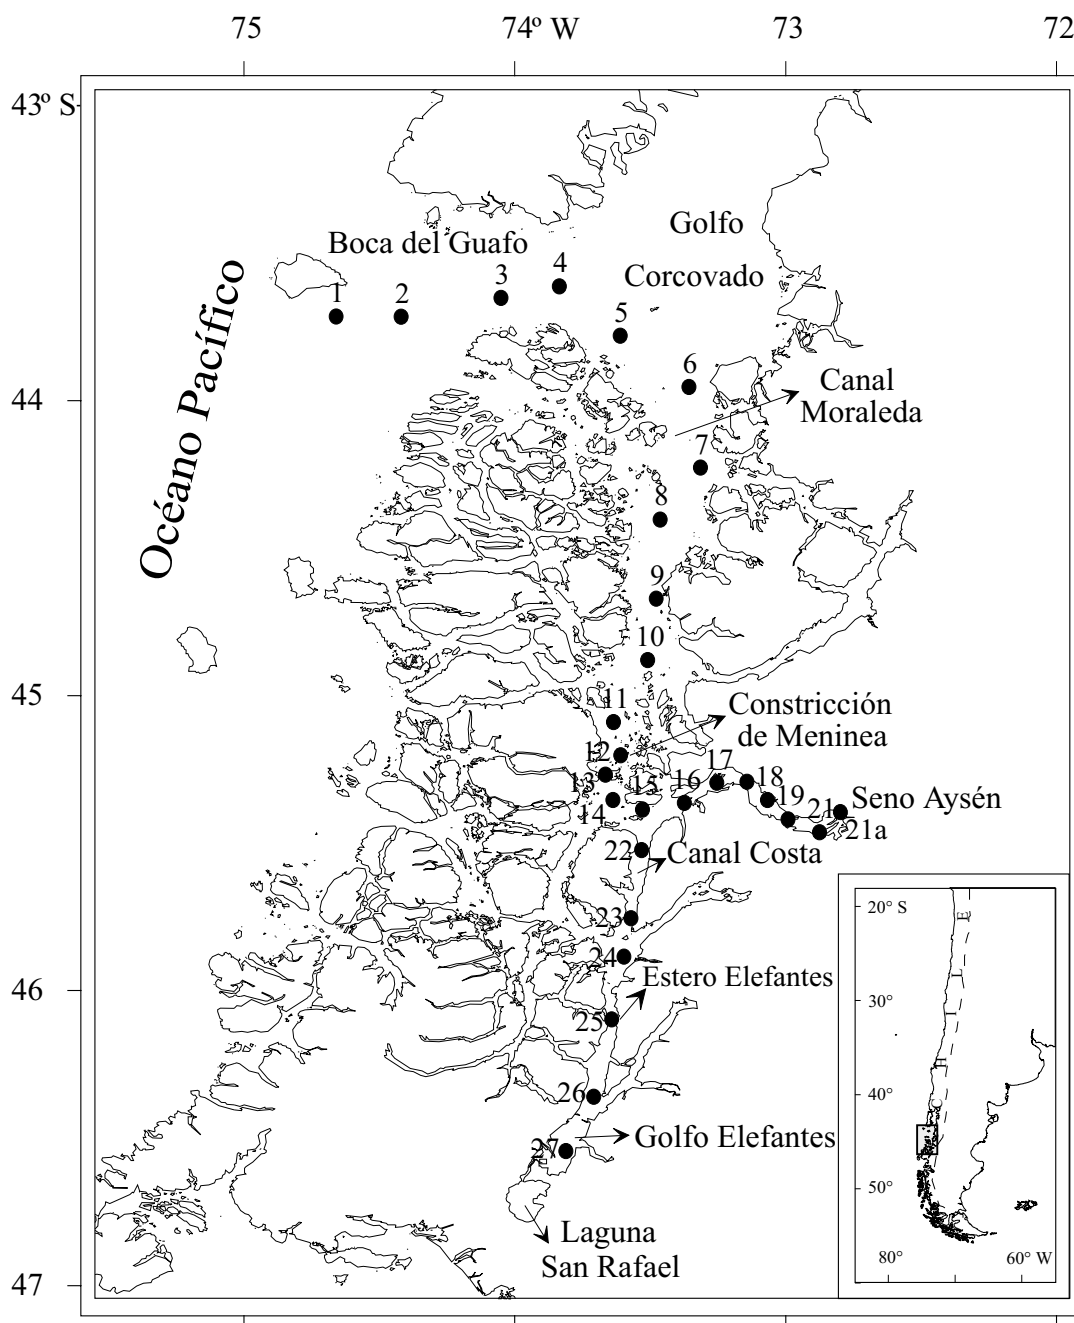 75
74º W
73
72
43º S
Golfo
Boca del Guafo
Corcovado
4
3
1
2
5
Océano Pacífico
6
44
Canal
Moraleda
7
8
9
10
45
11
Constricción
de Meninea
12
17
13
15
16
18
19
21
Seno Aysén
14
21a
22
Canal Costa
23
24
46
Estero Elefantes
25
26
27
Golfo Elefantes
Laguna
San Rafael
47
20° S
30°
40°
50°
80°
60° W
C H I L E